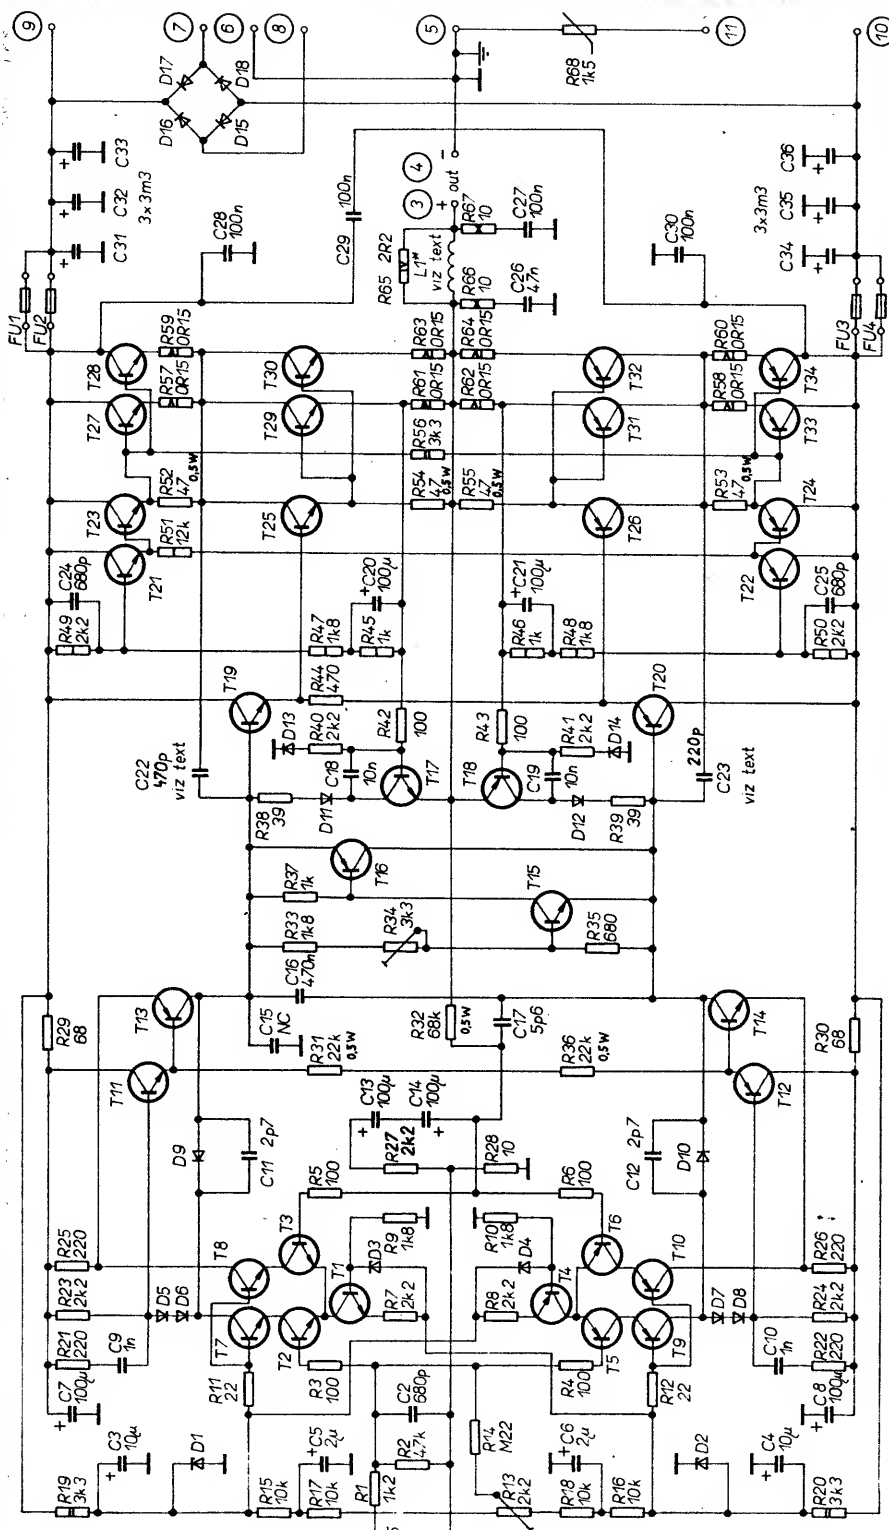 9
7
6
8
5
11
10
D17
D18
D16
D15
R68
1k5
C33
C32
C31
3x3m3
C28
100n
C29
100n
3
4
+ out -
R67
10
C27
100n
R65 2R2
L1*
viz text
R66
10
C26
47n
C30
100n
C36
C35
C34
3x3m3
FU1
FU2
FU3
FU4
T28
T27
R59
0R15
R57
0R15
T30
T29
R63
0R15
R61
0R15
R64
0R15
R62
0R15
R56
3k3
T32
T31
R60
0R15
R58
0R15
T34
T33
T23
T21
R52
47
0,5W
R51
12k
T25
R54
47
0,5W
R55
47
0,5W
T26
R53
47
0,5W
T24
T22
C24
680p
R49
2k2
R47
1k8
R45
1k
+C20
100µ
+C21
100µ
R46
1k
R48
1k8
C25
680p
R50
2k2
T19
R44
470
R40
2k2
D13
C18
10n
R42
100
T17
R43
100
T18
R41
2k2
D14
C19
10n
T20
C22
470p
viz text
R38
39
D11
D12
R39
39
220p
C23
viz text
T16
T15
R37
1k
R33
1k8
R34
3k3
R35
680
C16
470n
C15
NC
R32
68k
0,5W
C17
5p6
R29
68
T13
T11
R31
22k
0,5W
R36
22k
0,5W
T14
T12
R30
68
D9
C11
2p7
C13
100µ
C14
100µ
R27
2k2
R28
10
C12
2p7
D10
R25
220
R23
2k2
R21
220
C9
1n
C7
100µ
D5
D6
T8
T7
T3
T2
T1
R5
100
R9
1k8
D3
R7
2k2
R3
100
R11
22
R6
100
R10
1k8
D4
R8
2k2
R4
100
R12
22
T6
T4
T5
T10
T9
D7
D8
R26
220
R24
2k2
R22
220
C10
1n
C8
100µ
R19
3k3
C3
10µ
D1
R15
10k
R17
10k
+C5
2µ
R1
1k2
R2
47k
C2
680p
R14
M22
R13
2k2
+C6
2µ
R18
10k
R16
10k
D2
C4
10µ
R20
3k3